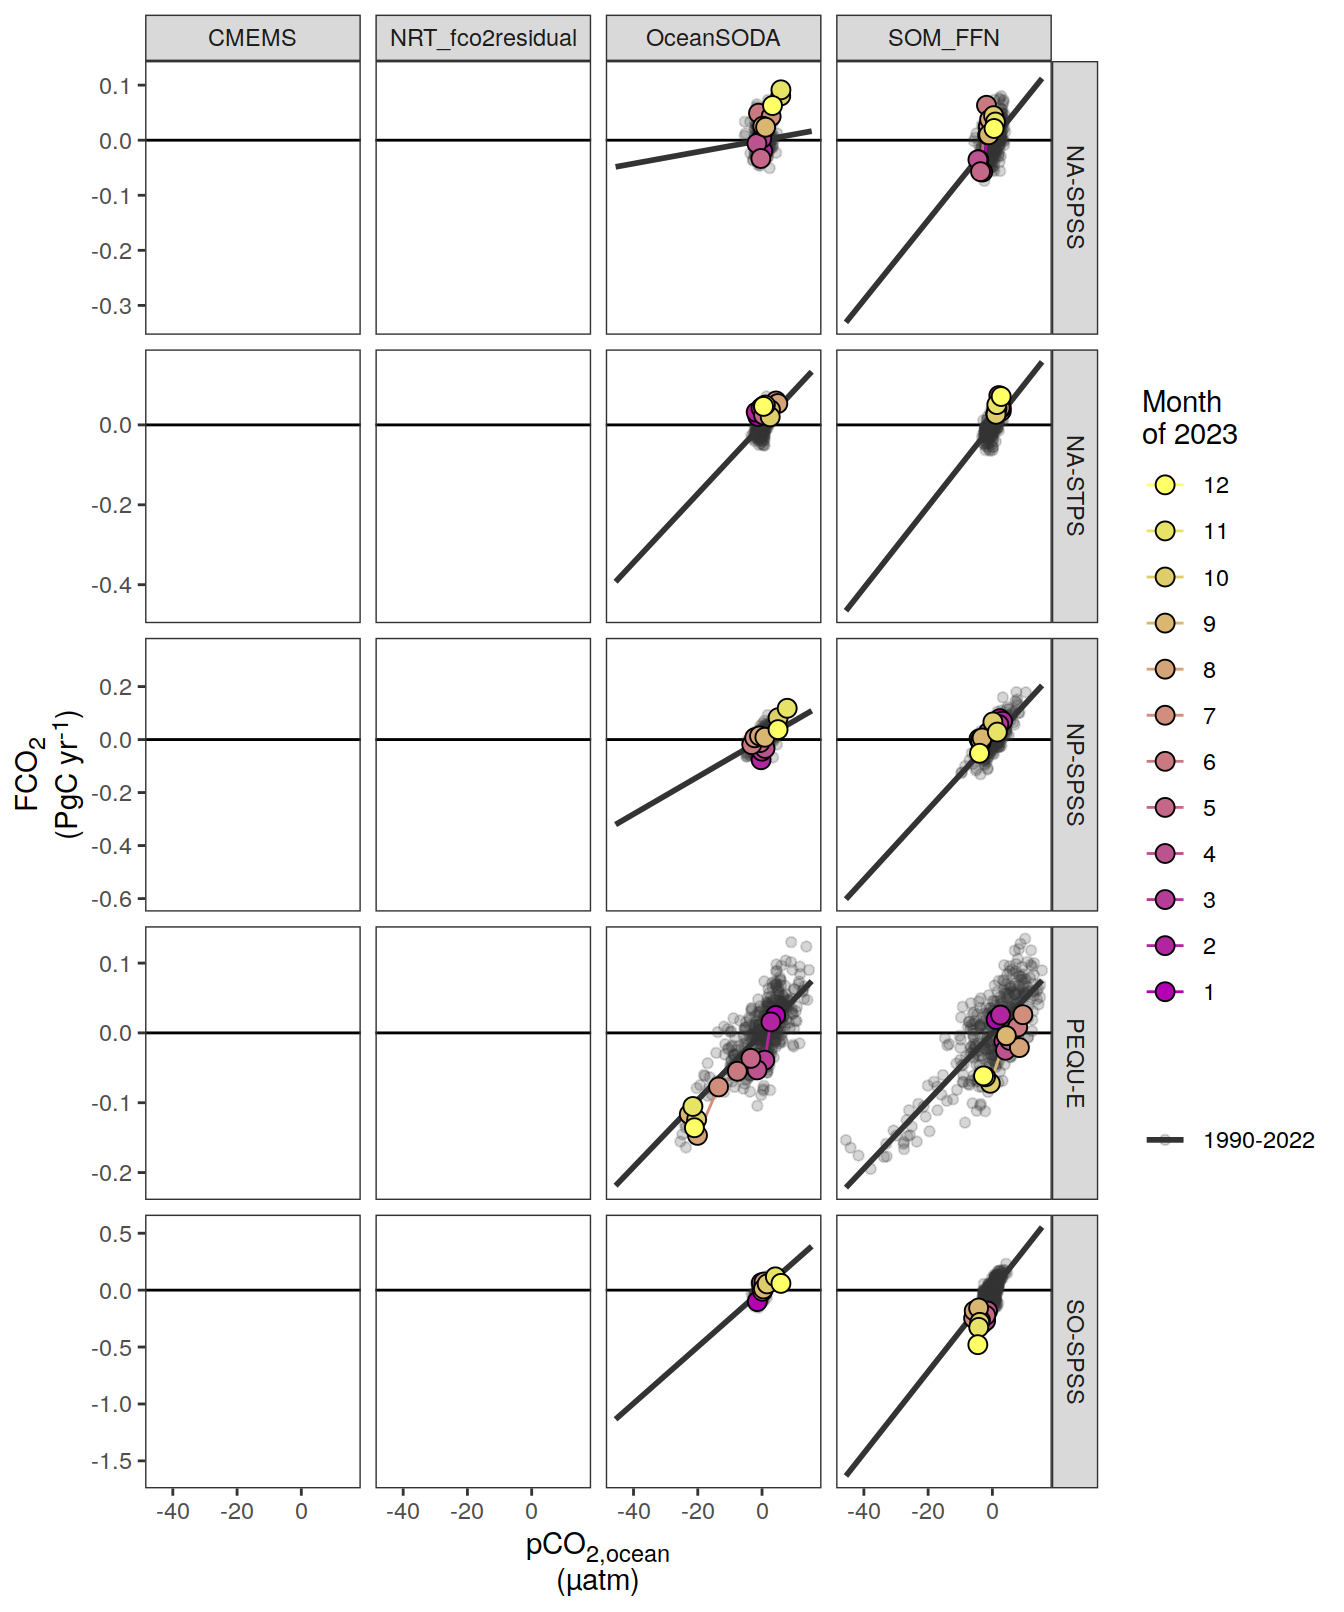 CMEMS NRT_fco2residual OceanSODA SOM_FFN
0.1
0.0
-0.1
-0.2
-0.3
NA-SPSS
0.0
-0.2
-0.4
NA-STPS
0.2
0.0
-0.2
-0.4
-0.6
NP-SPSS
0.1
0.0
-0.1
-0.2
PEQU-E
0.5
0.0
-0.5
-1.0
-1.5
SO-SPSS
-40 -20 0 -40 -20 0 -40 -20 0 -40 -20 0
pCO2,ocean
(µatm)
FCO2
(PgC yr-1)
Month
of 2023
12
11
10
9
8
7
6
5
4
3
2
1
1990-2022